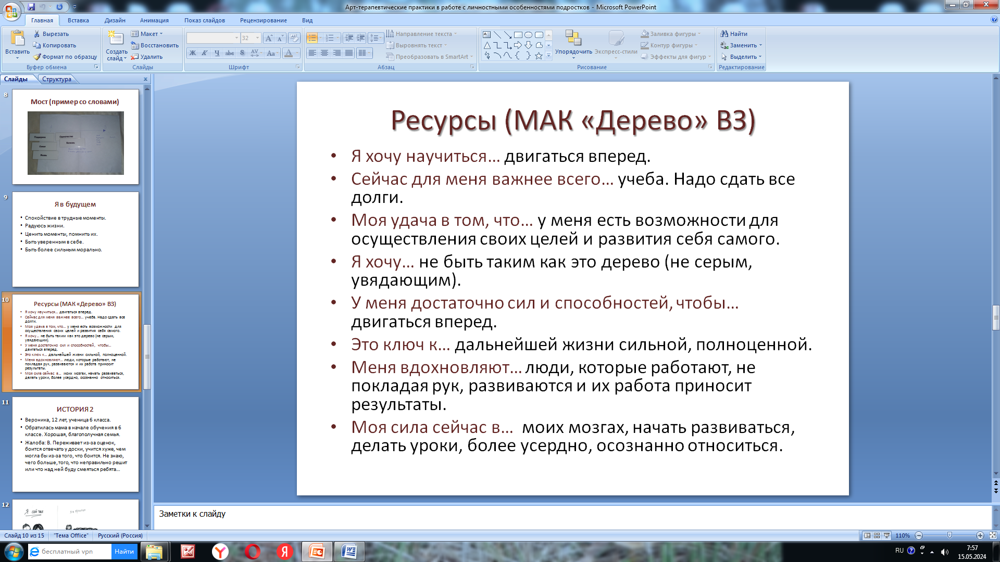 Арт-терапевтические практики в работе с личностными особенностями подростков - Microsoft PowerPoint
Главная Вставка Дизайн Анимация Показ слайдов Рецензирование Вид
Вставить
Вырезать
Копировать
Формат по образцу
Буфер обмена
Создать слайд
Макет
Восстановить
Удалить
Слайды
32
Ж К Ч abc S AV Aa A
Шрифт
Направление текста
Выровнять текст
Преобразовать в SmartArt
Абзац
Упорядочить
Экспресс-стили
Заливка фигуры
Контур фигуры
Эффекты для фигур
Рисование
Найти
Заменить
Выделить
Редактирование
Слайды Структура
8
Мост (пример со словами)
9
Я в будущем
• Спокойствие в трудные моменты.
• Радуюсь жизни.
• Ценить моменты, помнить их.
• Быть уверенным в себе.
• Быть более сильным морально.
10
Ресурсы (МАК «Дерево» ВЗ)
• Я хочу научиться... двигаться вперед.
• Сейчас для меня важнее всего... учеба. Надо сдать все
долги.
• Моя удача в том, что... у меня есть возможности для
осуществления своих целей и развития себя самого.
• Я хочу... не быть таким как это дерево (не серым,
увядающим).
• У меня достаточно сил и способностей, чтобы...
двигаться вперед.
• Это ключ к... дальнейшей жизни сильной, полноценной.
• Меня вдохновляют... люди, которые работают, не
покладая рук, развиваются и их работа приносит
результаты.
• Моя сила сейчас в... моих мозгах, начать развиваться,
делать уроки, более усердно, осознанно относиться.
11
ИСТОРИЯ 2
• Вероника, 12 лет, ученица 6 класса.
• Обратилась мама в начале обучения в 6
классе. Хорошая, благополучная семья.
• Жалоба: В. Переживает из-за оценок,
боится отвечать у доски, учится хуже, чем
могла бы из-за того, что боится. Не знаю,
чего больше, того, что неправильно решит
или что над ней буду смеяться ребята...
12
Я сейчас
Ресурсы (МАК «Дерево» ВЗ)
• Я хочу научиться... двигаться вперед.
• Сейчас для меня важнее всего... учеба. Надо сдать все
долги.
• Моя удача в том, что... у меня есть возможности для
осуществления своих целей и развития себя самого.
• Я хочу... не быть таким как это дерево (не серым,
увядающим).
• У меня достаточно сил и способностей, чтобы...
двигаться вперед.
• Это ключ к... дальнейшей жизни сильной, полноценной.
• Меня вдохновляют... люди, которые работают, не
покладая рук, развиваются и их работа приносит
результаты.
• Моя сила сейчас в... моих мозгах, начать развиваться,
делать уроки, более усердно, осознанно относиться.
Заметки к слайду
Слайд 10 из 15 "Тема Office" Русский (Россия) 110%
бесплатный vpn Найти
RU
7:57
15.05.2024